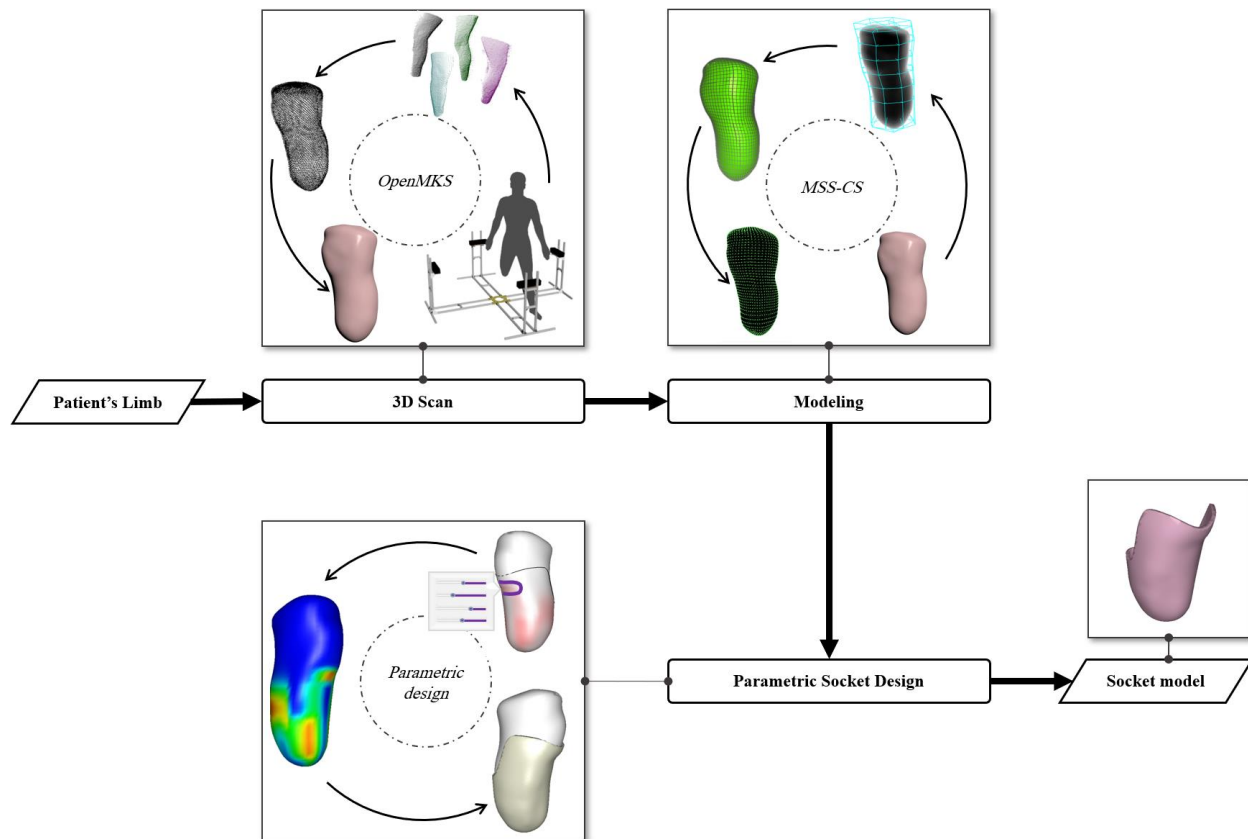 OpenMKS
MSS-CS
Patient’s Limb
3D Scan
Modeling
Parametric
design
Parametric Socket Design
Socket model